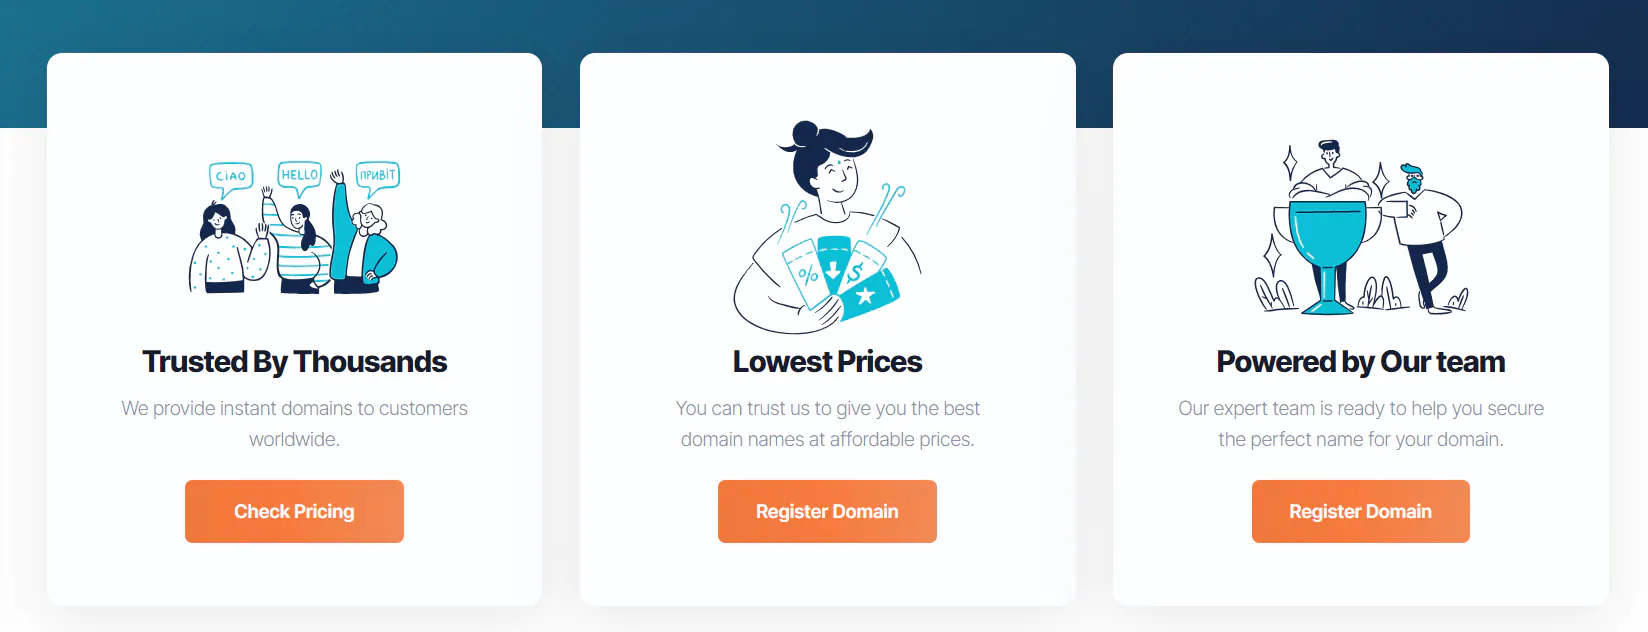 CiAO
HELLO
ПРИВІТ
Trusted By Thousands
We provide instant domains to customers
worldwide.
Check Pricing
%
$
Lowest Prices
You can trust us to give you the best
domain names at affordable prices.
Register Domain
Powered by Our team
Our expert team is ready to help you secure
the perfect name for your domain.
Register Domain